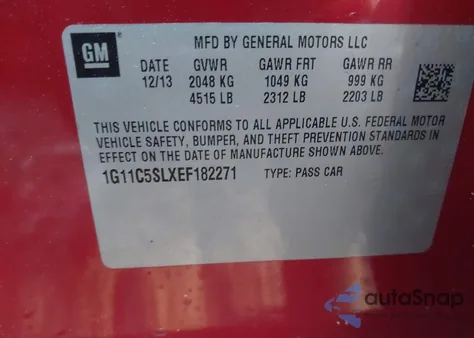 GM
MFD BY GENERAL MOTORS LLC
DATE GVWR GAWR FRT GAWR RR
12/13 2048 KG 1049 KG 999 KG
4515 LB 2312 LB 2203 LB
THIS VEHICLE CONFORMS TO ALL APPLICABLE U.S. FEDERAL MOTOR
VEHICLE SAFETY, BUMPER, AND THEFT PREVENTION STANDARDS IN
EFFECT ON THE DATE OF MANUFACTURE SHOWN ABOVE.
1G11C5SLXEF182271 TYPE: PASS CAR
autoSnap